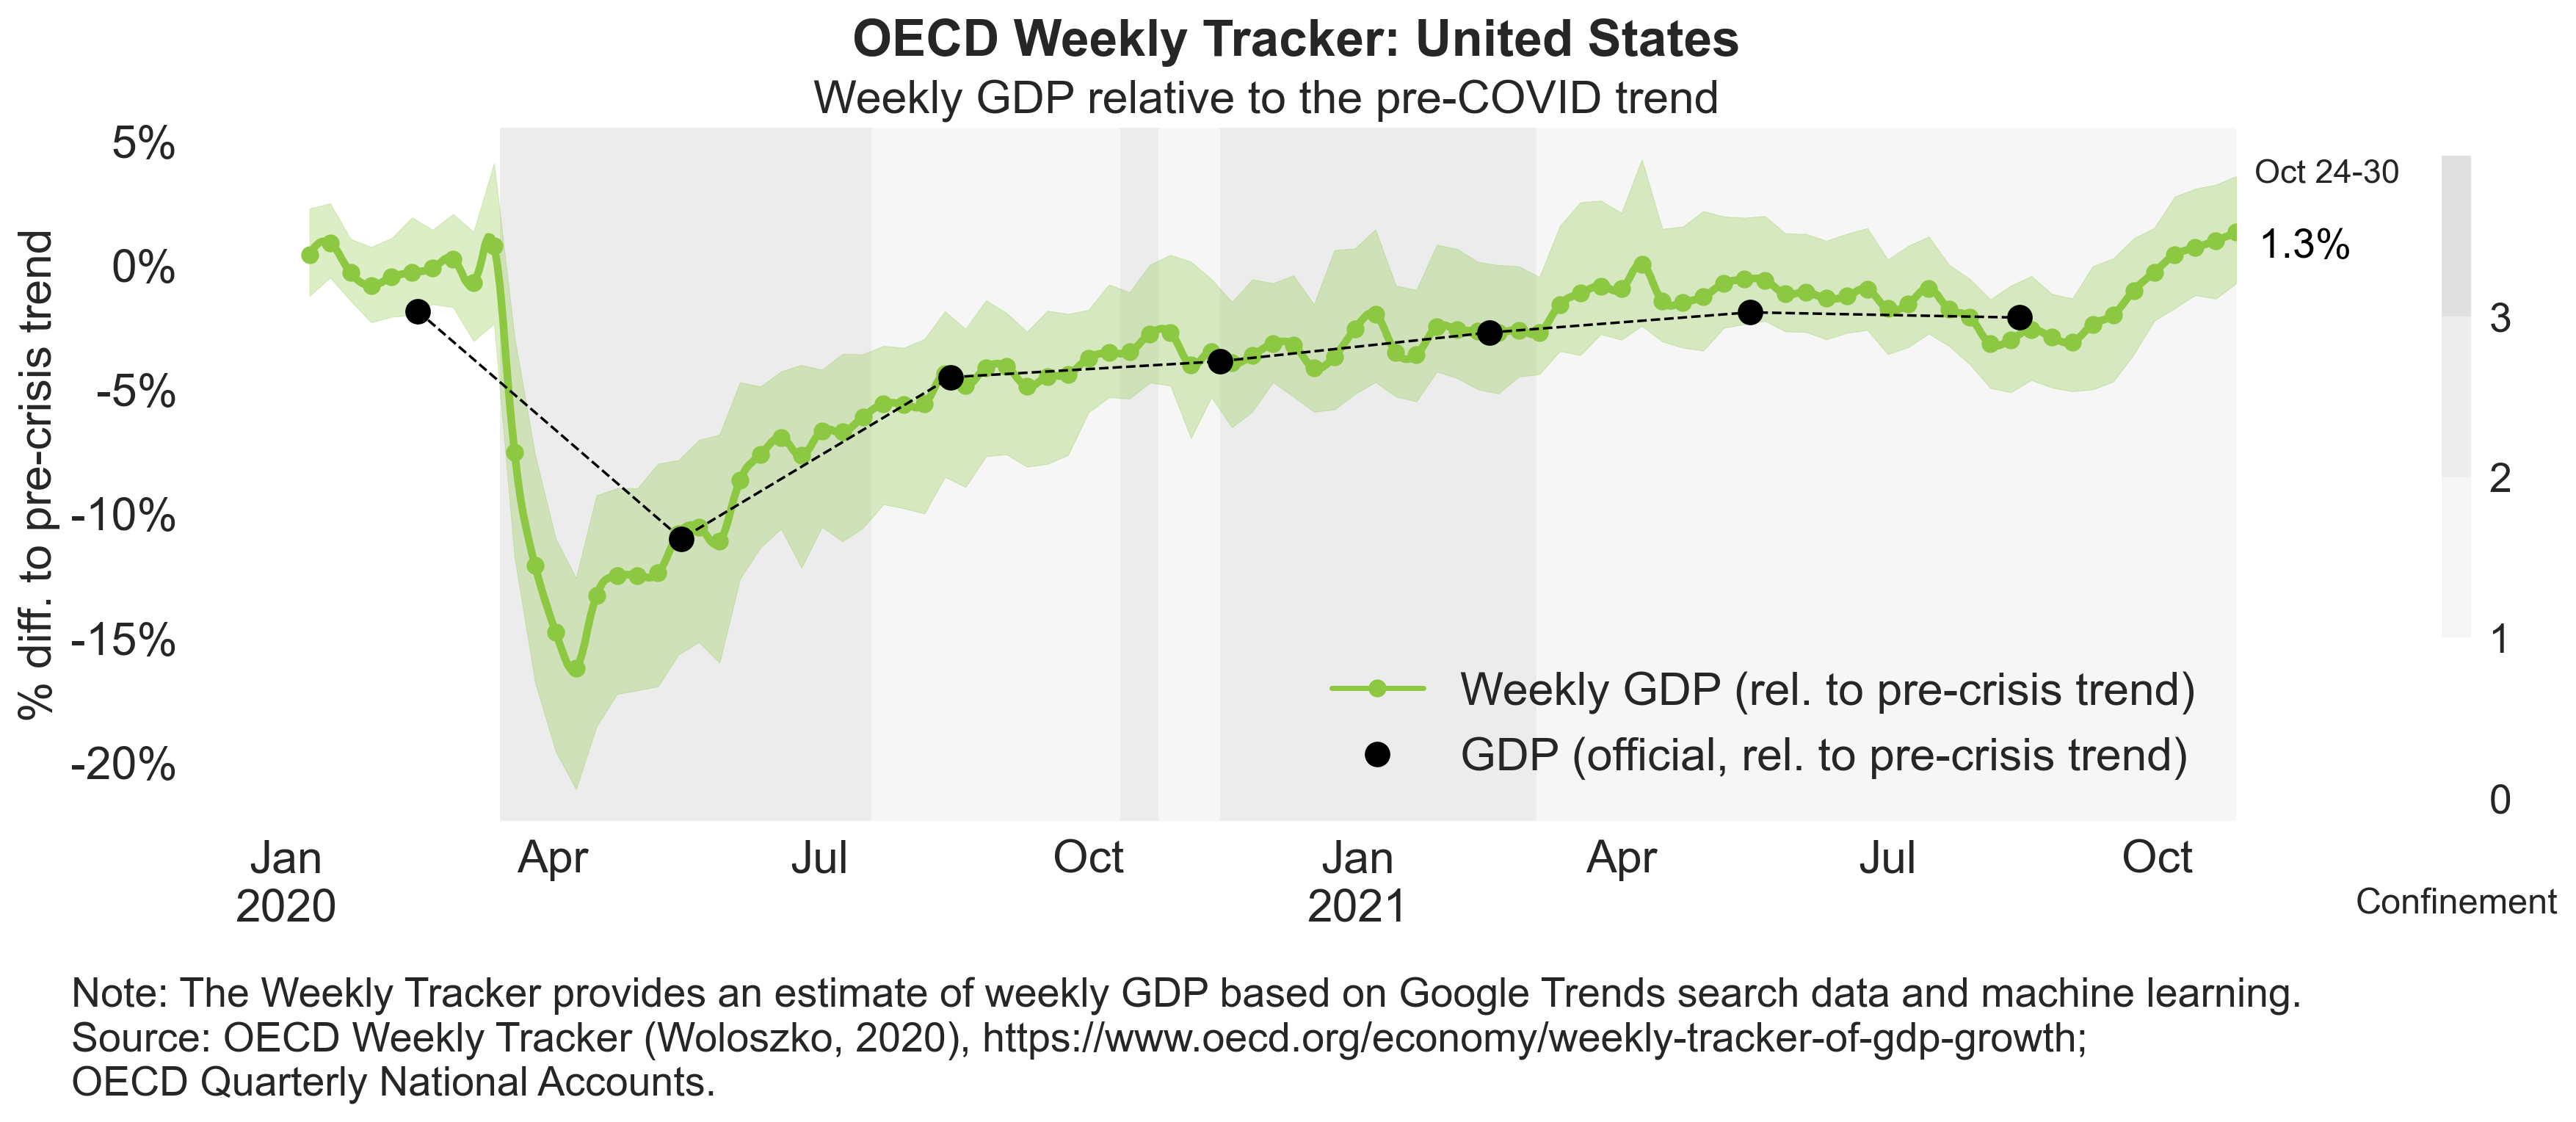 OECD Weekly Tracker: United States
Weekly GDP relative to the pre-COVID trend
% diff. to pre-crisis trend
5%
0%
-5%
-10%
-15%
-20%
Oct 24-30
1.3%
3
2
1
0
Confinement
Weekly GDP (rel. to pre-crisis trend)
GDP (official, rel. to pre-crisis trend)
Jan Apr Jul Oct Jan Apr Jul Oct
2020 2021
Note: The Weekly Tracker provides an estimate of weekly GDP based on Google Trends search data and machine learning.
Source: OECD Weekly Tracker (Woloszko, 2020), https://www.oecd.org/economy/weekly-tracker-of-gdp-growth;
OECD Quarterly National Accounts.